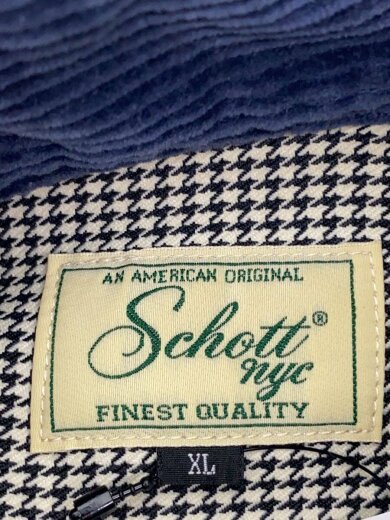 AN AMERICAN ORIGINAL
Schott®
nyc
FINEST QUALITY
XL